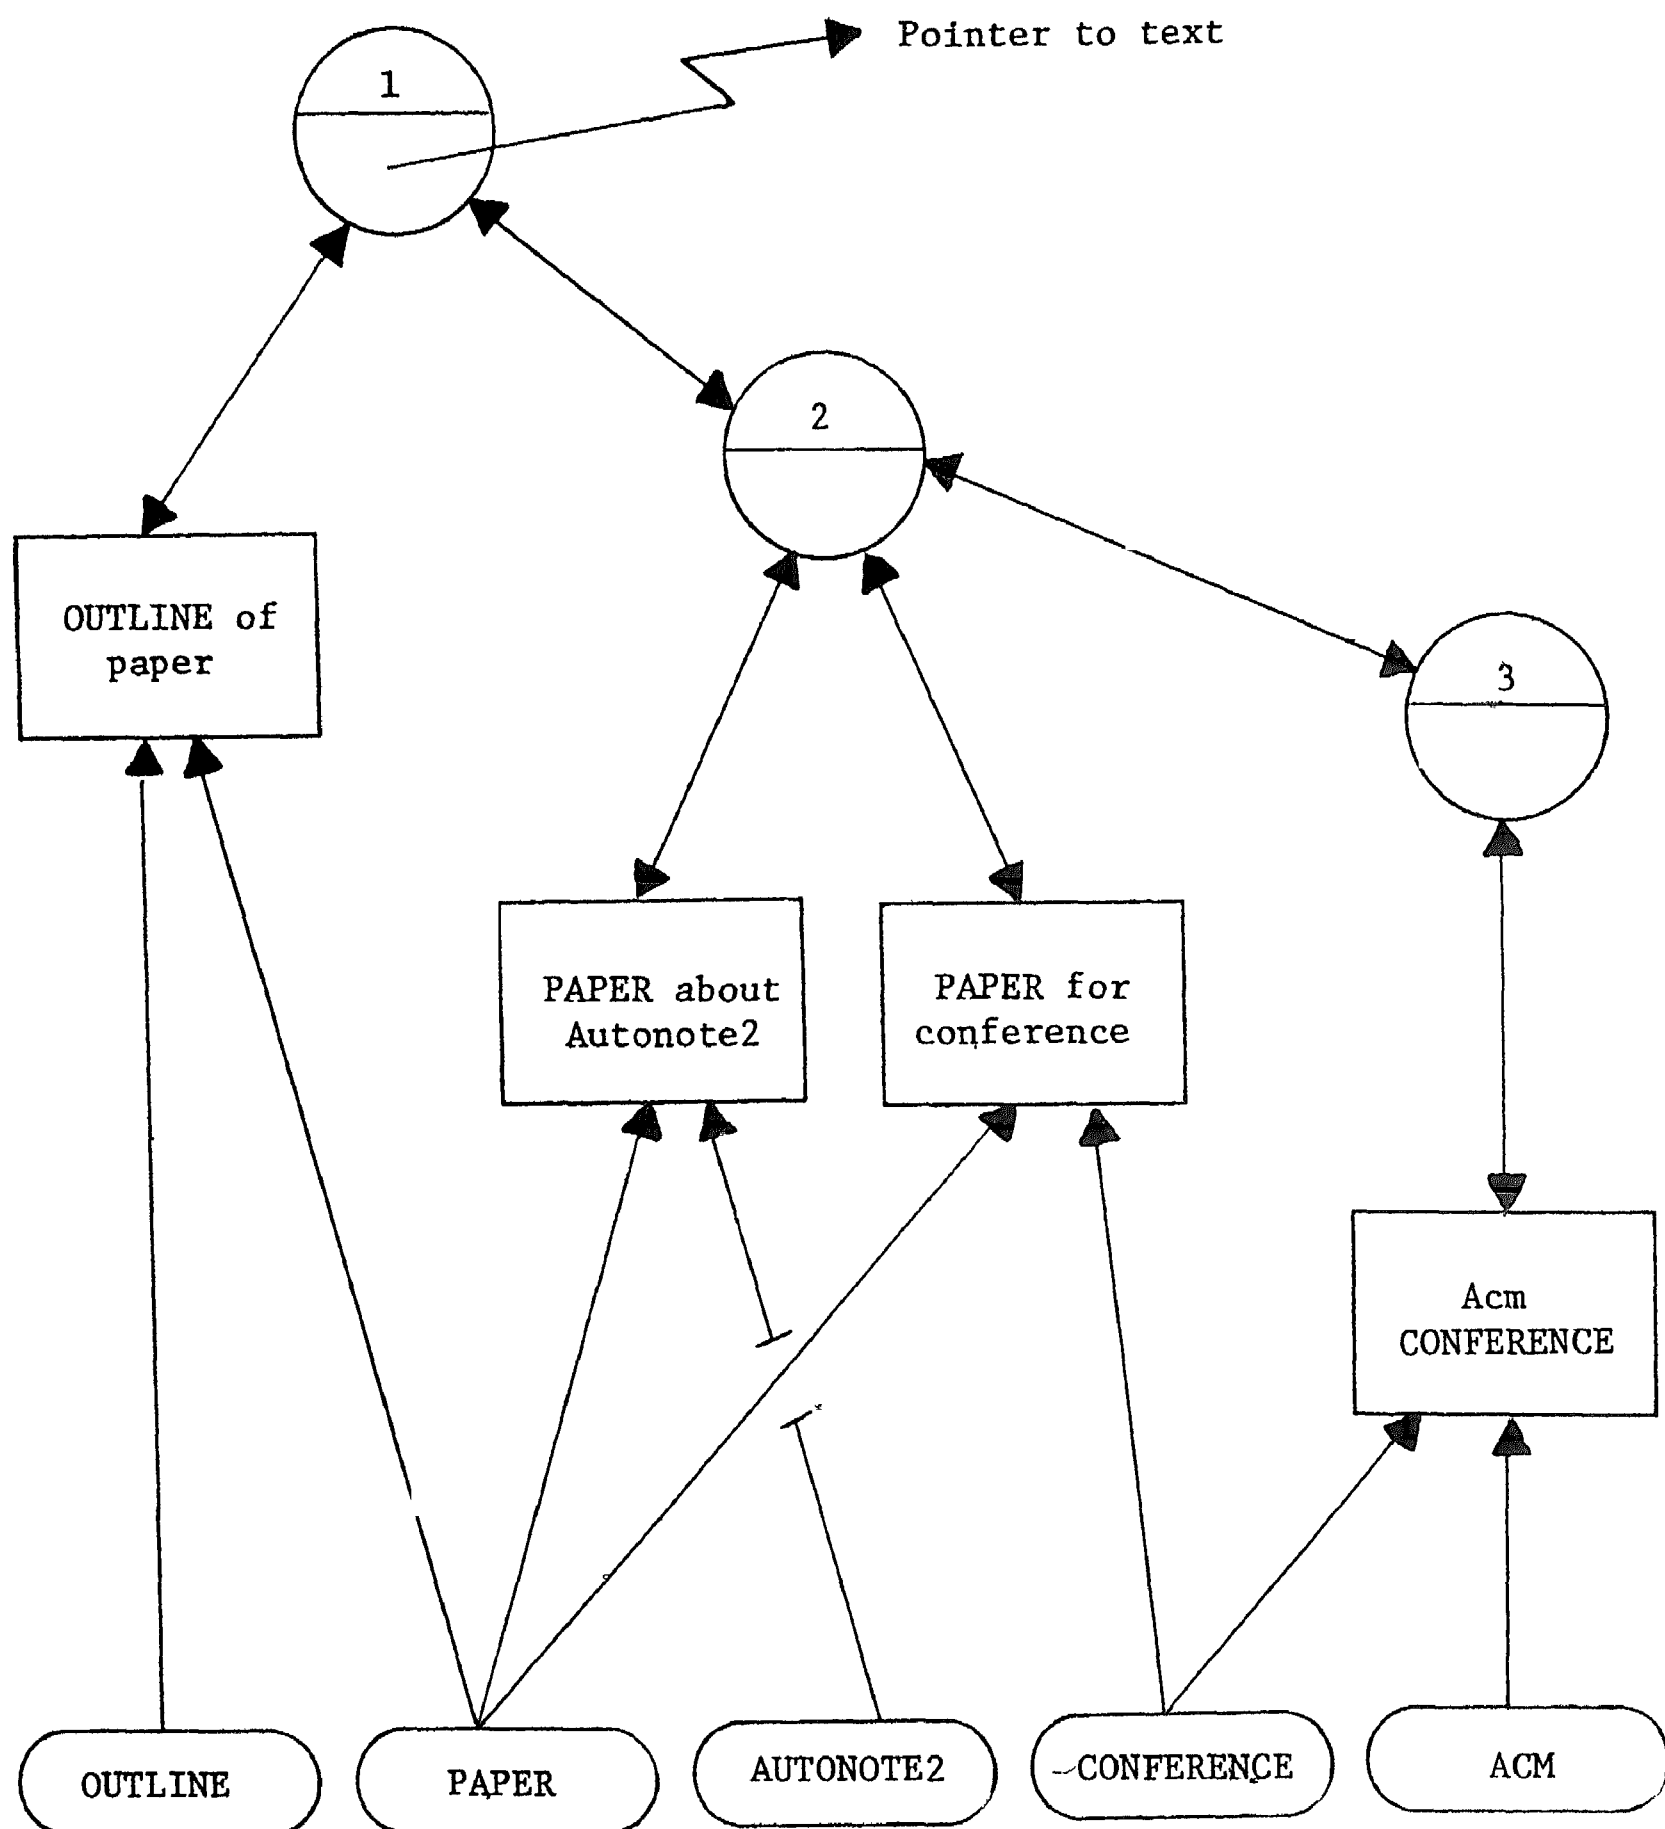 Pointer to text
1
2
3
OUTLINE of
paper
PAPER about
Autonote2
PAPER for
conference
Acm
CONFERENCE
OUTLINE
PAPER
AUTONOTE2
CONFERENCE
ACM